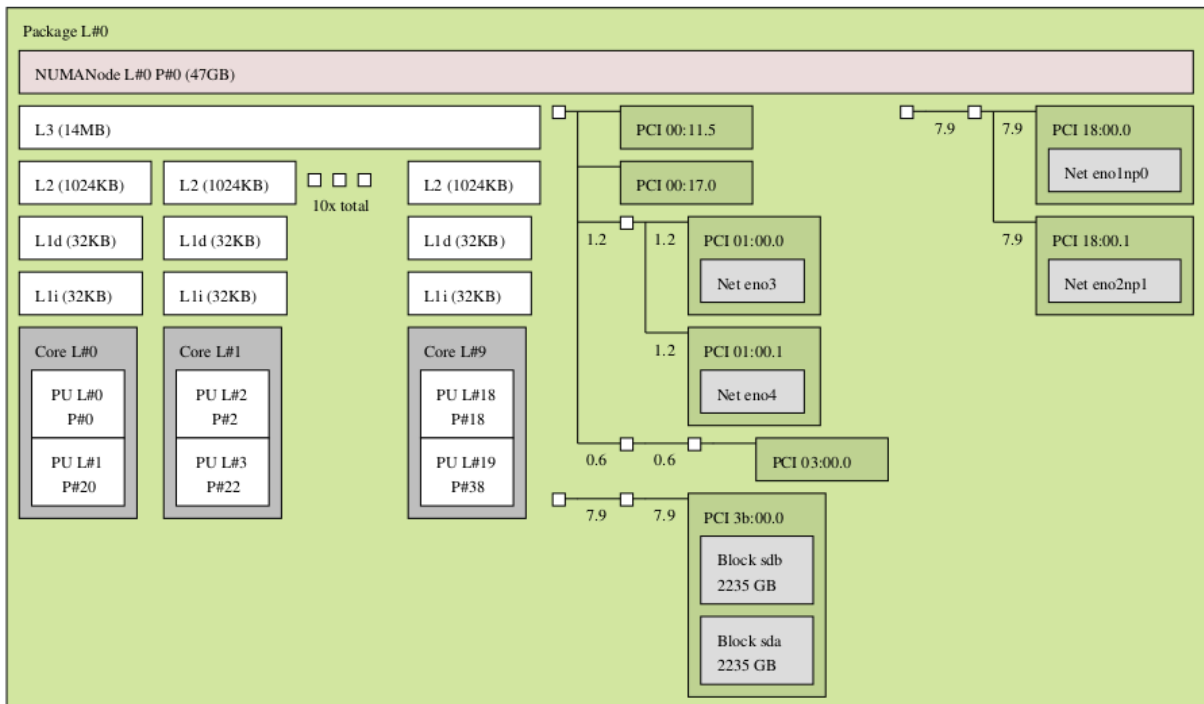 Package L#0
NUMANode L#0 P#0 (47GB)
L3 (14MB)
L2 (1024KB)
L2 (1024KB)
10x total
L2 (1024KB)
L1d (32KB)
L1d (32KB)
L1d (32KB)
L1i (32KB)
L1i (32KB)
L1i (32KB)
Core L#0
PU L#0
P#0
PU L#1
P#20
Core L#1
PU L#2
P#2
PU L#3
P#22
Core L#9
PU L#18
P#18
PU L#19
P#38
PCI 00:11.5
PCI 00:17.0
1.2
1.2
PCI 01:00.0
Net eno3
1.2
PCI 01:00.1
Net eno4
0.6
0.6
PCI 03:00.0
7.9
7.9
PCI 3b:00.0
Block sdb
2235 GB
Block sda
2235 GB
7.9
7.9
PCI 18:00.0
Net eno1np0
7.9
PCI 18:00.1
Net eno2np1